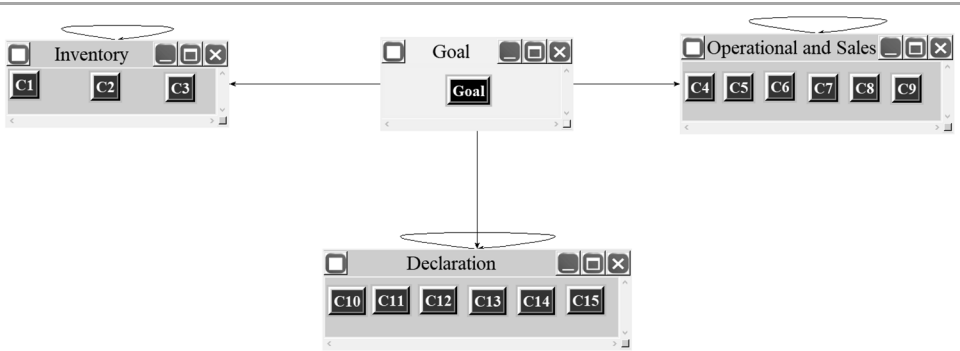 Inventory
C1 C2 C3
Goal
Goal
Operational and Sales
C4 C5 C6 C7 C8 C9
Declaration
C10 C11 C12 C13 C14 C15